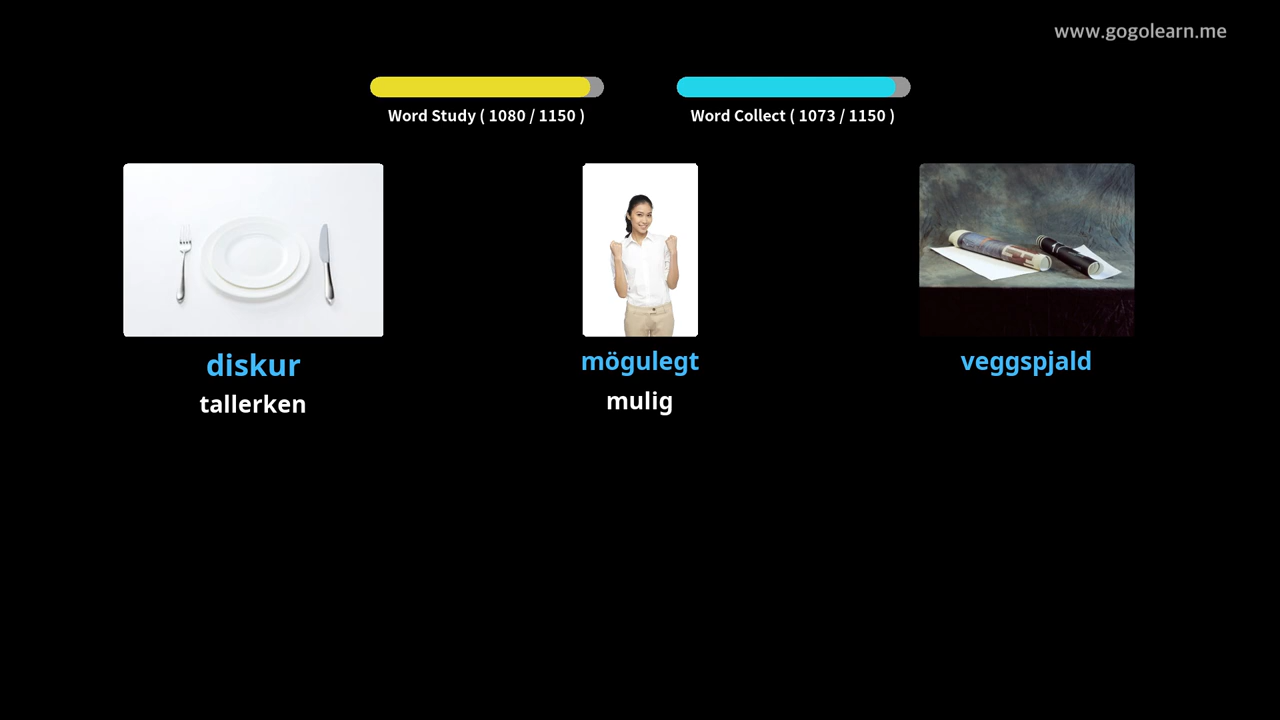 www.gogolearn.me
Word Study ( 1080 / 1150 )
Word Collect ( 1073 / 1150 )
diskur
mögulegt
veggspjald
tallerken
mulig